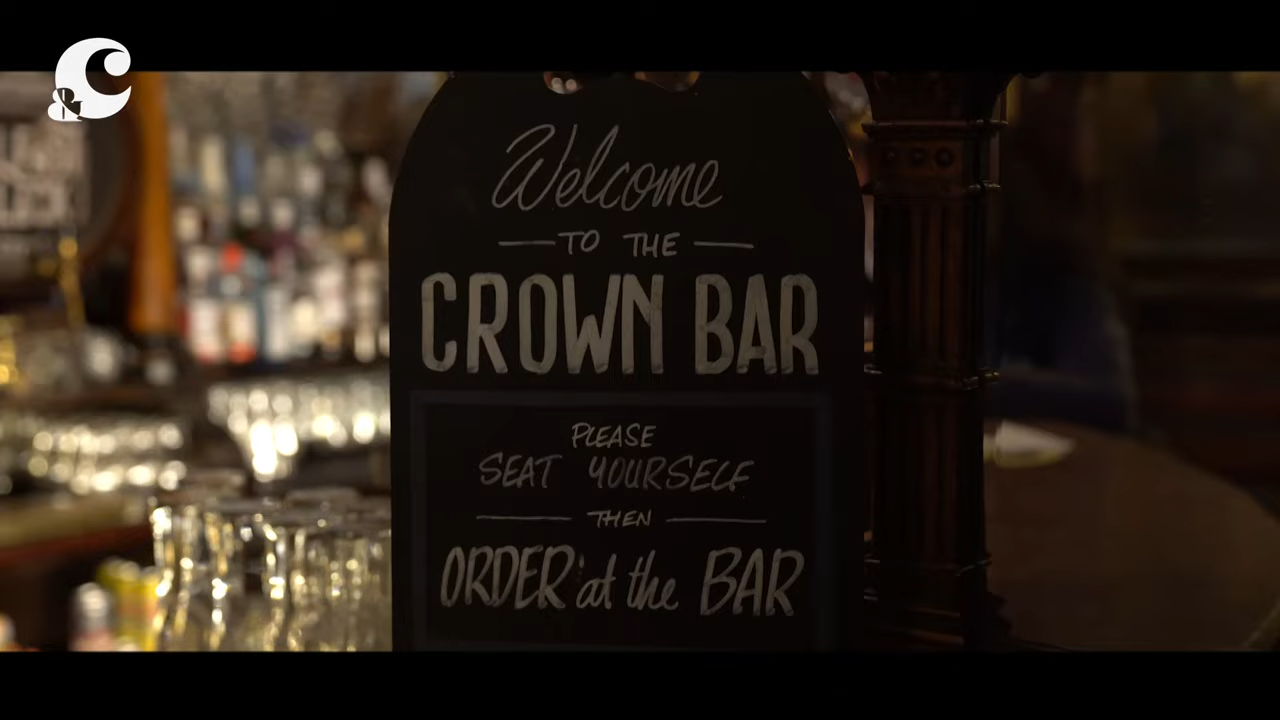 &C
Welcome
TO THE
CROWN BAR
PLEASE
SEAT YOURSELF
THEN
ORDER at the BAR